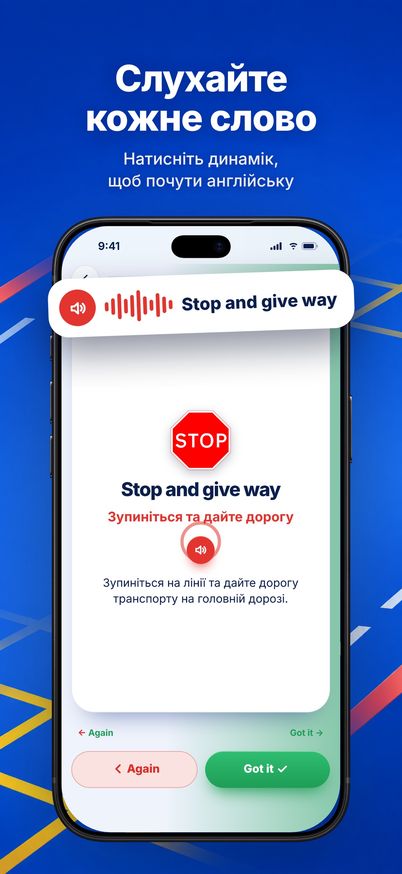 Слухайте
кожне слово
Натисніть динамік,
щоб почути англійську
9:41
Stop and give way
STOP
Stop and give way
Зупиніться та дайте дорогу
Зупиніться на лінії та дайте дорогу
транспорту на головній дорозі.
← Again
Got it →
Again
Got it ✓